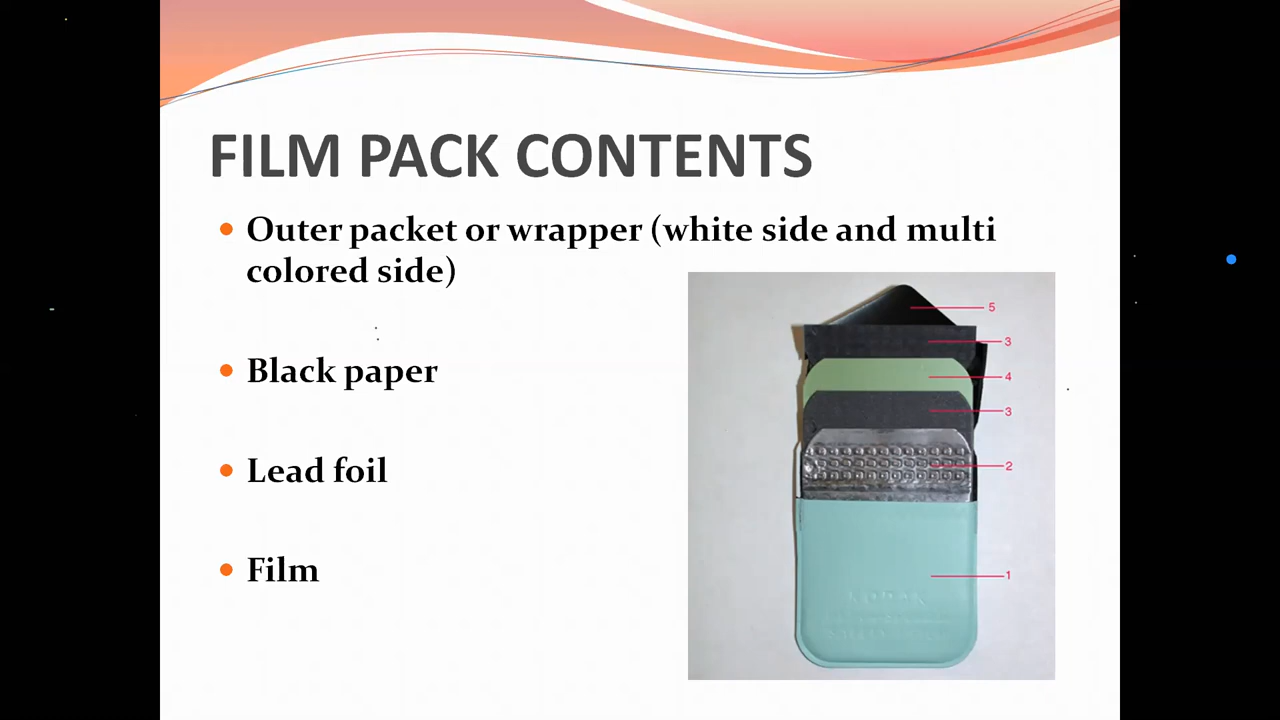 FILM PACK CONTENTS
Outer packet or wrapper (white side and multi
colored side)
Black paper
Lead foil
Film
5
3
4
3
2
1
KODAK